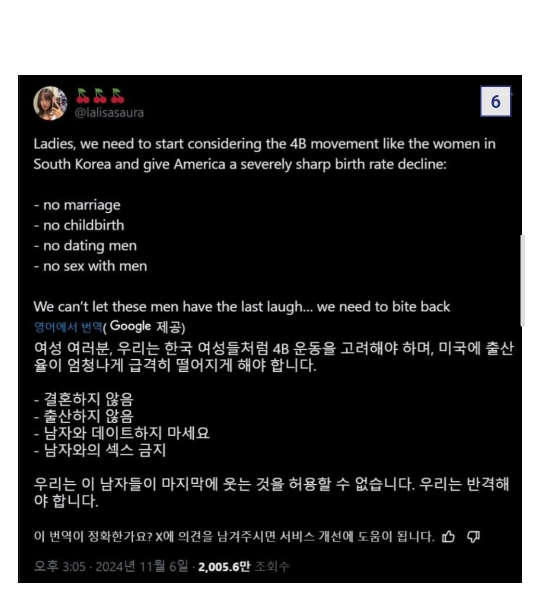 🍒🍒🍒
@lalisasaura
6
Ladies, we need to start considering the 4B movement like the women in
South Korea and give America a severely sharp birth rate decline:
- no marriage
- no childbirth
- no dating men
- no sex with men
We can't let these men have the last laugh... we need to bite back
영어에서 번역(Google 제공)
여성 여러분, 우리는 한국 여성들처럼 4B 운동을 고려해야 하며, 미국에 출산
율이 엄청나게 급격히 떨어지게 해야 합니다.
- 결혼하지 않음
- 출산하지 않음
- 남자와 데이트하지 마세요
- 남자와의 섹스 금지
우리는 이 남자들이 마지막에 웃는 것을 허용할 수 없습니다. 우리는 반격해
야 합니다.
이 번역이 정확한가요? X에 의견을 남겨주시면 서비스 개선에 도움이 됩니다.
오후 3:05 · 2024년 11월 6일 · 2,005.6만 조회수